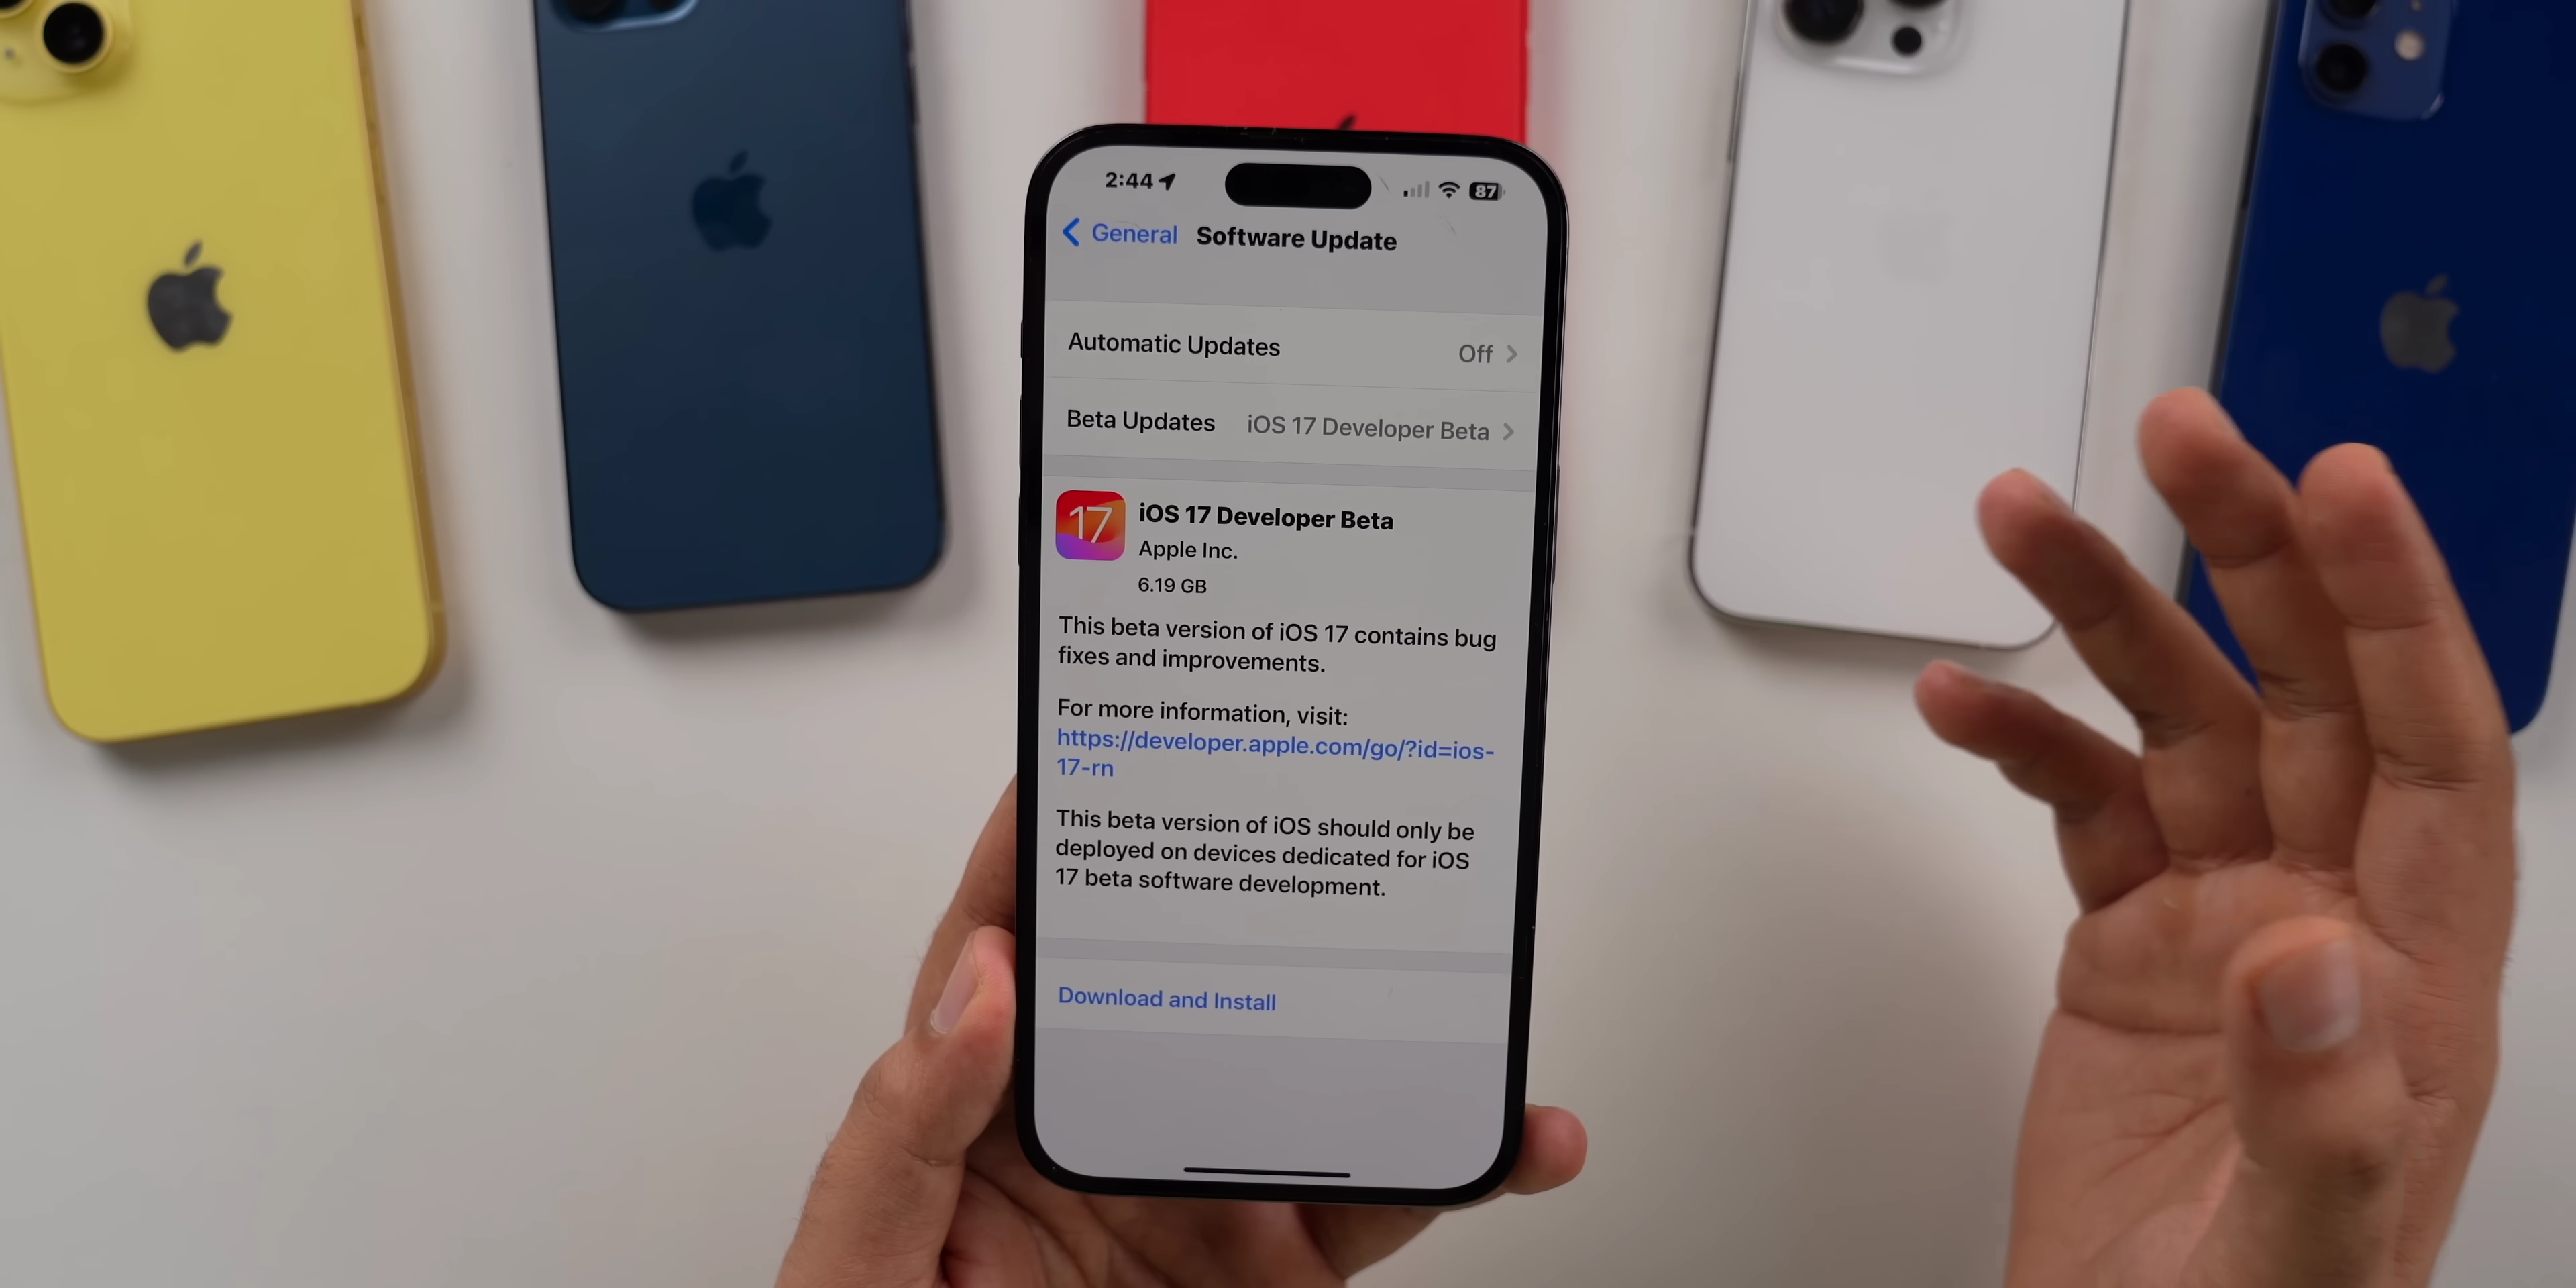 2:44 87
General Software Update
Automatic Updates Off
Beta Updates iOS 17 Developer Beta
17 iOS 17 Developer Beta
Apple Inc.
6.19 GB
This beta version of iOS 17 contains bug
fixes and improvements.
For more information, visit:
https://developer.apple.com/go/?id=ios-
17-rn
This beta version of iOS should only be
deployed on devices dedicated for iOS
17 beta software development.
Download and Install